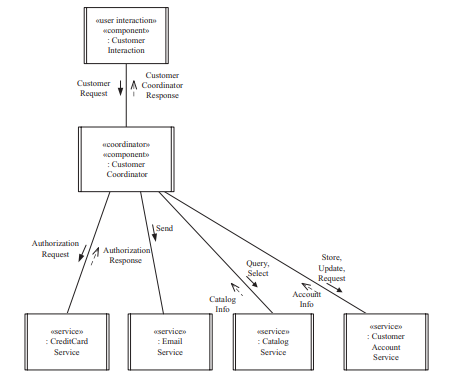 «user interaction»
«component»
: Customer
Interaction
Customer
Request
Customer
Coordinator
Response
«coordinator»
«component»
: Customer
Coordinator
Authorization
Request
Authorization
Response
Send
Query,
Select
Catalog
Info
Store,
Update,
Request
Account
Info
«service»
: CreditCard
Service
«service»
: Email
Service
«service»
: Catalog
Service
«service»
: Customer
Account
Service